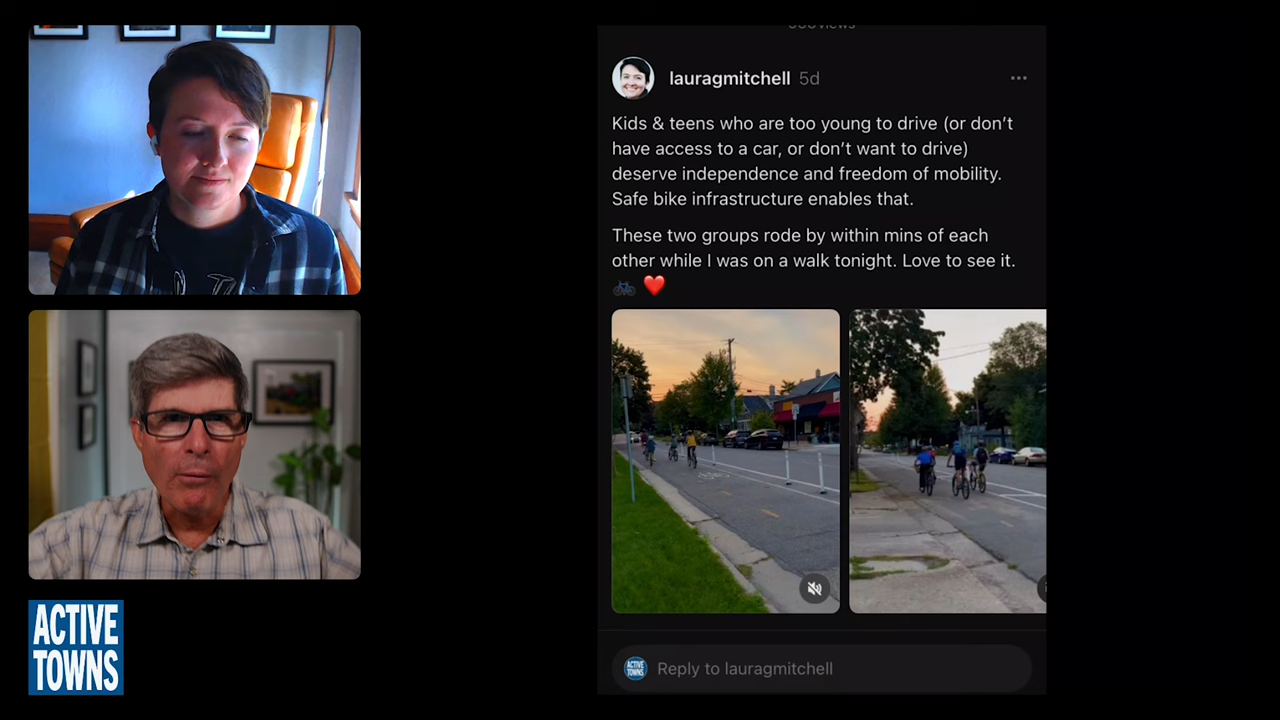 lauragmitchell 5d
Kids & teens who are too young to drive (or don't
have access to a car, or don't want to drive)
deserve independence and freedom of mobility.
Safe bike infrastructure enables that.
These two groups rode by within mins of each
other while I was on a walk tonight. Love to see it.
ACTIVE
TOWNS
Reply to lauragmitchell
ACTIVE
TOWNS